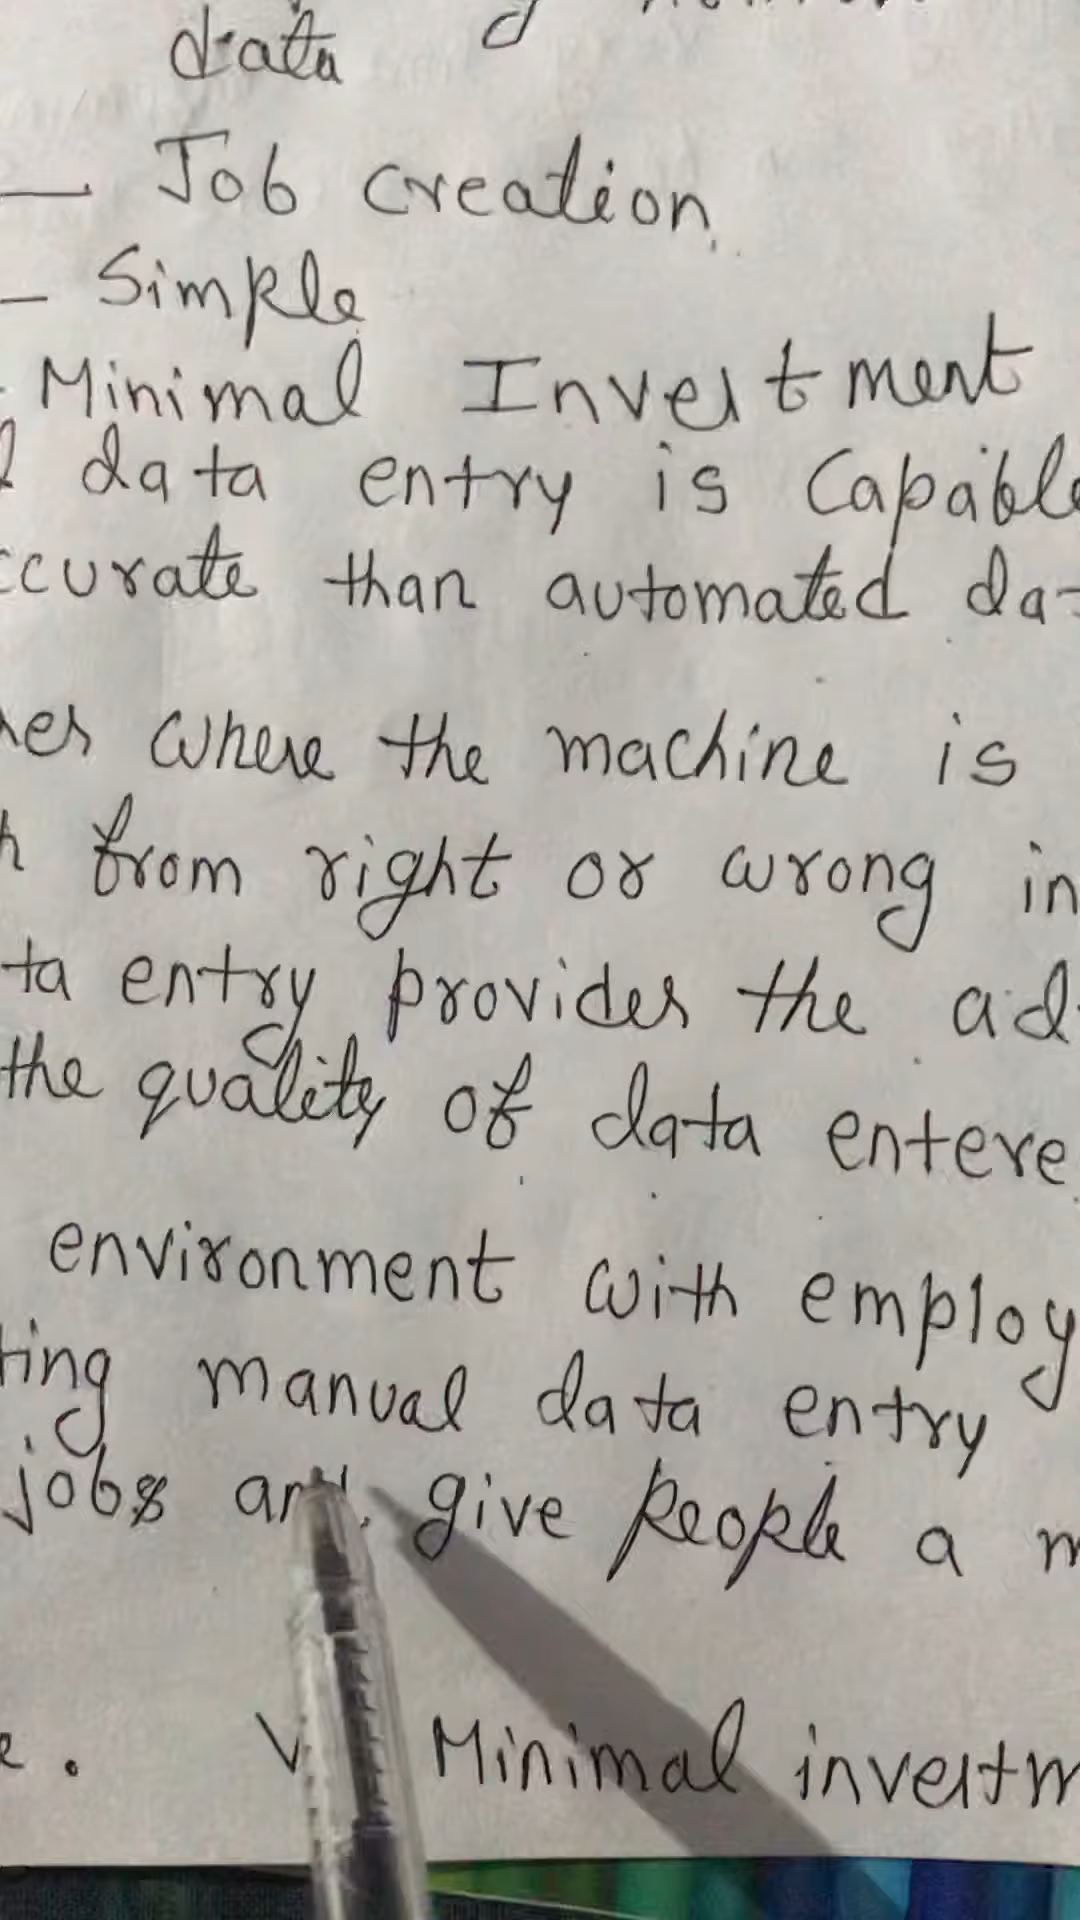 data
— Job creation
— Simple
Minimal Investment
data entry is Capable
ccurate than automated da
where the machine is
from right or wrong in
ta entry provides the ad
the quality of data entere
environment with employ
ting manual data entry
jobs and give people a m
e. V Minimal investm